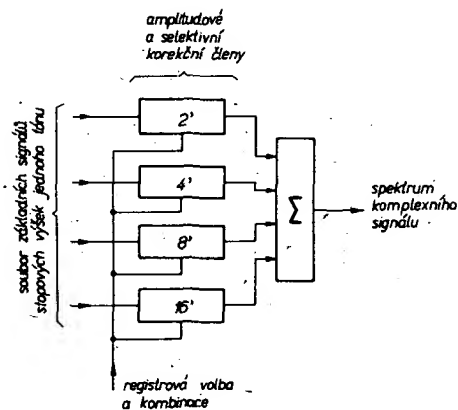 amplitudové
a selektivní
korekční členy
soubor základních signálů
stopových výšek jednoho tónu
2'
4'
8'
16'
Σ
spektrum
komplexního
signálu
registrová volba
a kombinace